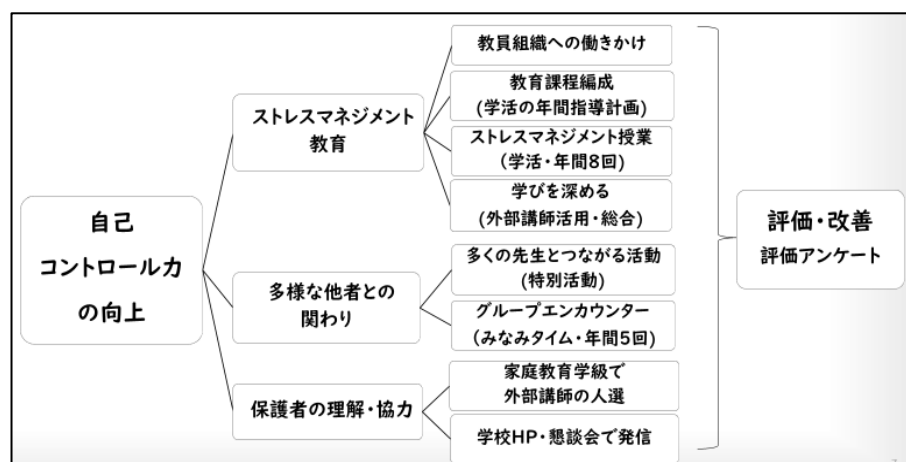 自己
コントロール力
の向上
ストレスマネジメント
教育
教員組織への働きかけ
教育課程編成
(学活の年間指導計画)
ストレスマネジメント授業
(学活・年間8回)
学びを深める
(外部講師活用・総合)
多様な他者との
関わり
多くの先生とつながる活動
(特別活動)
グループエンカウンター
(みなみタイム・年間5回)
保護者の理解・協力
家庭教育学級で
外部講師の人選
学校HP・懇談会で発信
評価・改善
評価アンケート